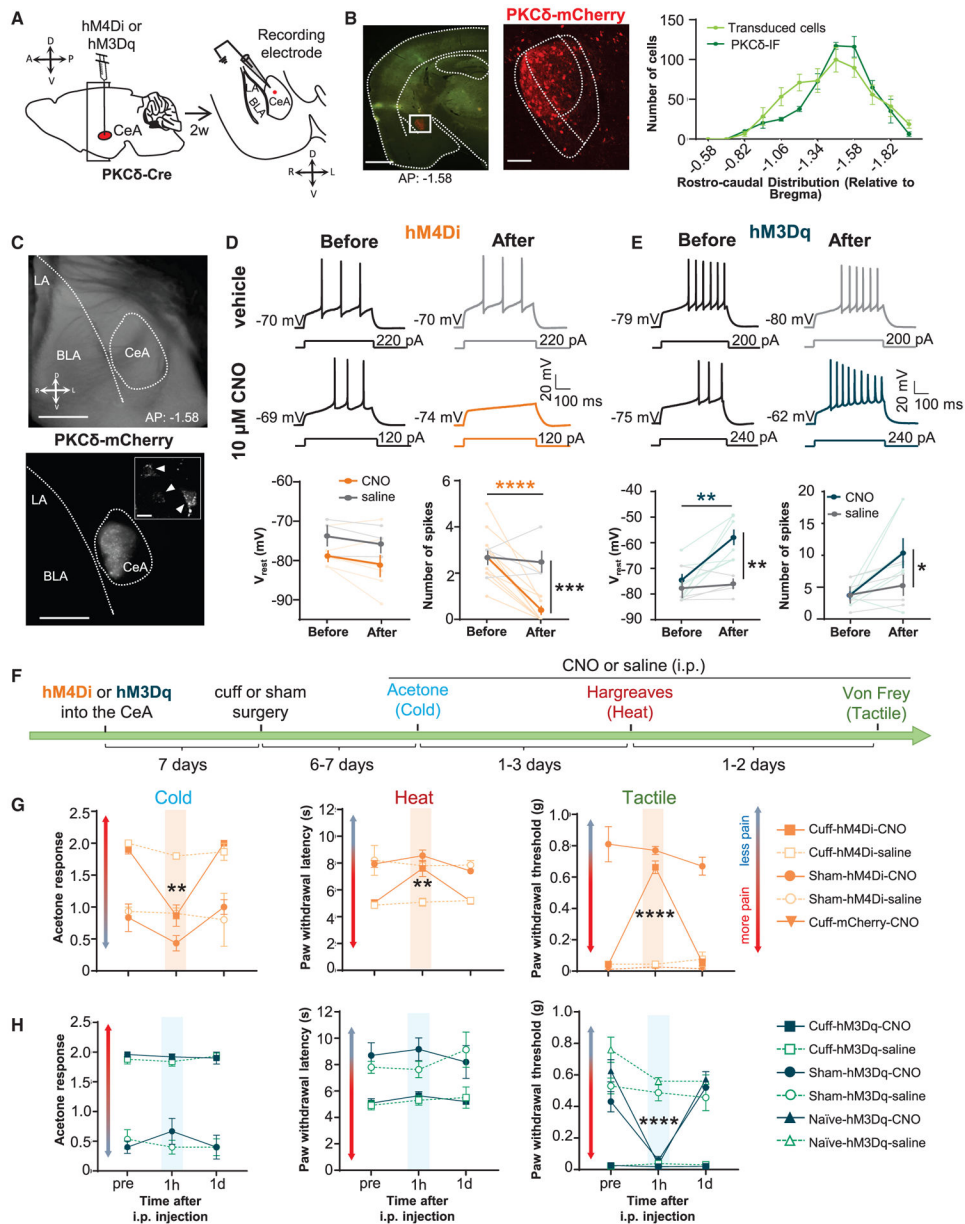 A
hM4Di or
hM3Dq
D
A
P
V
CeA
PKCδ-Cre
2w
Recording
electrode
LA
BLA
CeA
D
R
L
V
B
PKCδ-mCherry
AP: -1.58
Transduced cells
PKCδ-IF
Number of cells
150
100
50
0
-0.58
-0.82
-1.06
-1.34
-1.58
-1.82
Rostro-caudal Distribution (Relative to
Bregma)
C
LA
BLA
CeA
D
R
L
V
AP: -1.58
PKCδ-mCherry
LA
BLA
CeA
D
hM4Di
Before
After
vehicle
-70 mV
220 pA
-70 mV
220 pA
10 µM CNO
-69 mV
120 pA
-74 mV
120 pA
20 mV
100 ms
CNO
saline
Vrest (mV)
-70
-80
-90
Before
After
Number of spikes
6
4
2
0
****
***
Before
After
E
hM3Dq
Before
After
-79 mV
200 pA
-80 mV
200 pA
-75 mV
240 pA
-62 mV
240 pA
20 mV
100 ms
CNO
saline
Vrest (mV)
-40
-50
-60
-70
-80
-90
**
**
Before
After
Number of spikes
20
15
10
5
0
*
Before
After
F
CNO or saline (i.p.)
hM4Di or hM3Dq
into the CeA
cuff or sham
surgery
Acetone
(Cold)
Hargreaves
(Heat)
Von Frey
(Tactile)
7 days
6-7 days
1-3 days
1-2 days
G
Cold
Acetone response
2.5
2.0
1.5
1.0
0.5
0
**
Heat
Paw withdrawal latency (s)
12
10
8
6
4
2
0
**
Tactile
Paw withdrawal threshold (g)
1.0
0.8
0.6
0.4
0.2
0
****
Cuff-hM4Di-CNO
Cuff-hM4Di-saline
Sham-hM4Di-CNO
Sham-hM4Di-saline
Cuff-mCherry-CNO
less pain
more pain
H
Acetone response
2.5
2.0
1.5
1.0
0.5
0
pre
1h
1d
Time after
i.p. injection
Paw withdrawal latency (s)
12
10
8
6
4
2
0
pre
1h
1d
Time after
i.p. injection
Paw withdrawal threshold (g)
1.0
0.8
0.6
0.4
0.2
0
****
pre
1h
1d
Time after
i.p. injection
Cuff-hM3Dq-CNO
Cuff-hM3Dq-saline
Sham-hM3Dq-CNO
Sham-hM3Dq-saline
Naïve-hM3Dq-CNO
Naïve-hM3Dq-saline